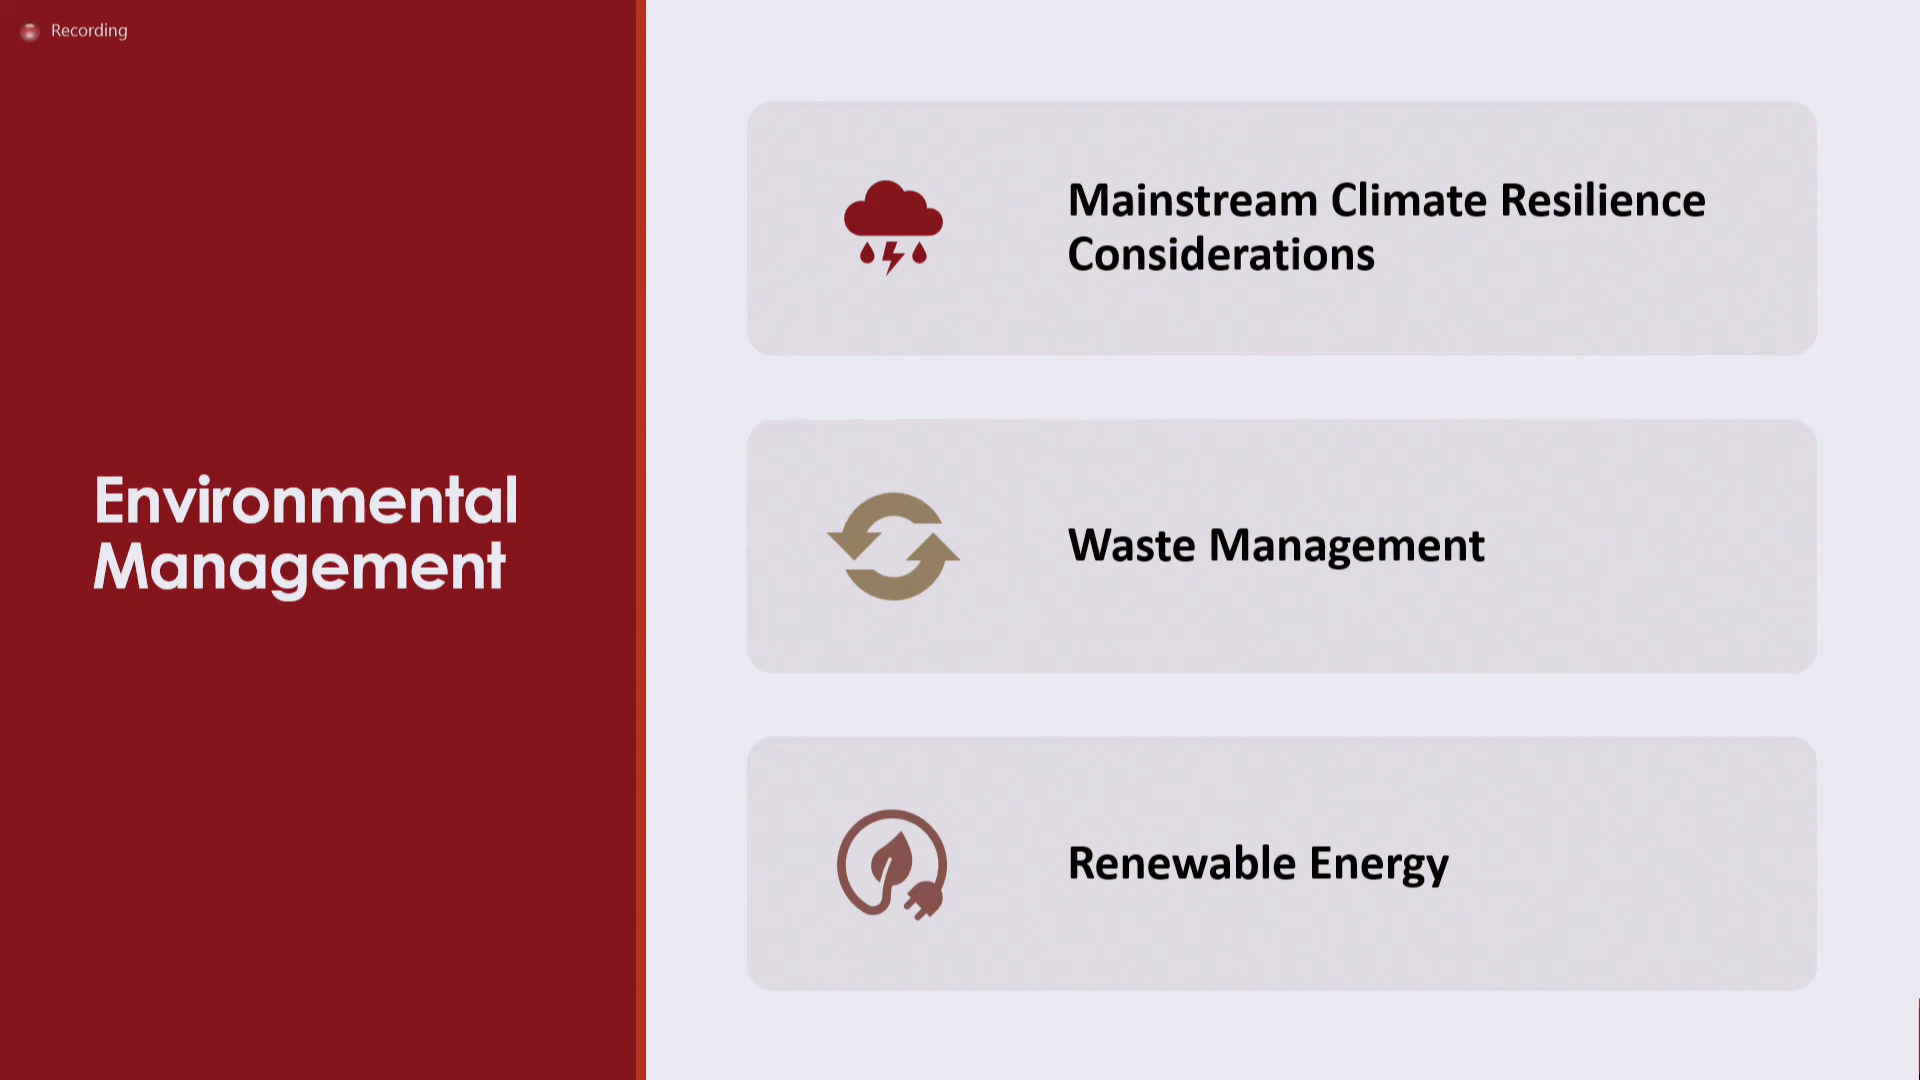 Recording
Environmental
Management
Mainstream Climate Resilience
Considerations
Waste Management
Renewable Energy